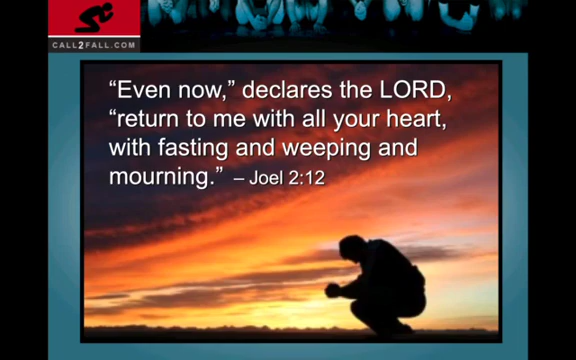 CALL2FALL.COM
“Even now,” declares the LORD,
“return to me with all your heart,
with fasting and weeping and
mourning.” – Joel 2:12